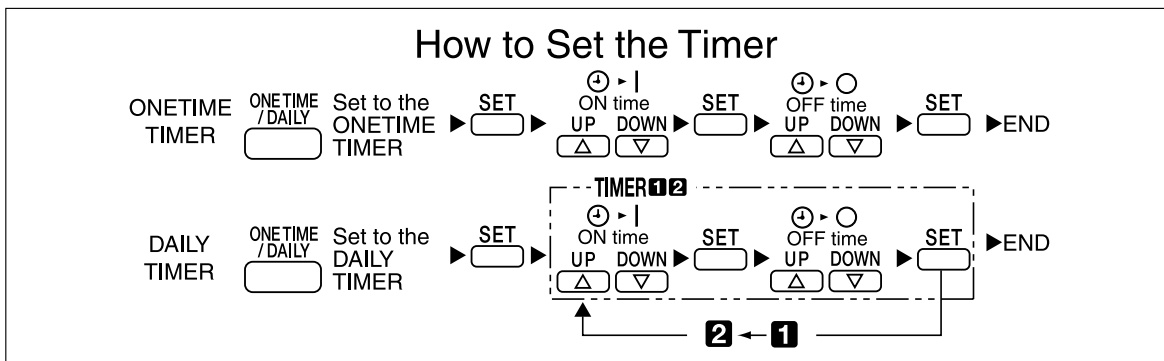 How to Set the Timer
ONETIME TIMER ONETIME /DAILY Set to the ONETIME TIMER ▶ SET ▶ ON time UP DOWN △ ▽ ▶ SET ▶ OFF time UP DOWN △ ▽ ▶ SET ▶END
TIMER 1 2
DAILY TIMER ONETIME /DAILY Set to the DAILY TIMER ▶ SET ▶ ON time UP DOWN △ ▽ ▶ SET ▶ OFF time UP DOWN △ ▽ ▶ SET ▶END
2 ← 1